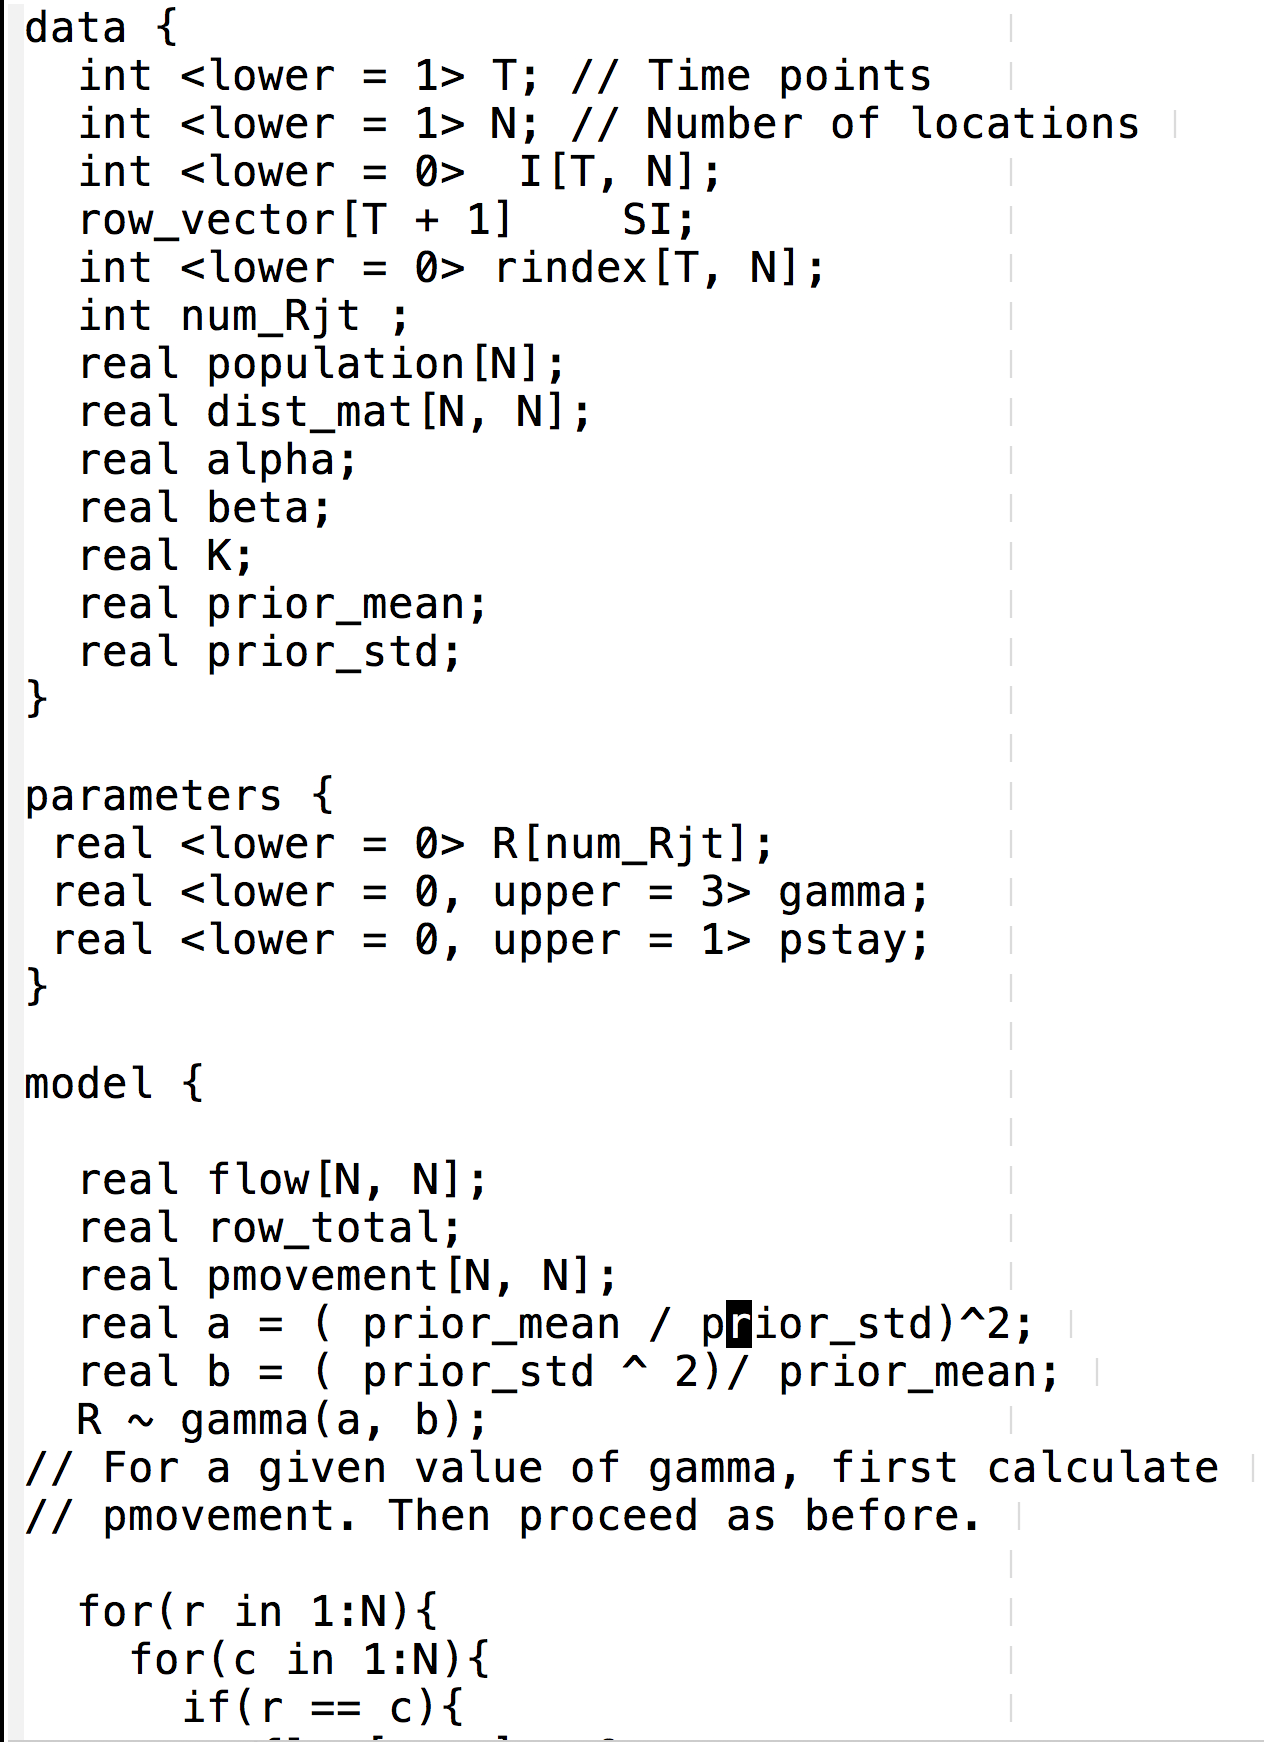 data {
  int <lower = 1> T; // Time points
  int <lower = 1> N; // Number of locations
  int <lower = 0>  I[T, N];
  row_vector[T + 1]    SI;
  int <lower = 0> rindex[T, N];
  int num_Rjt ;
  real population[N];
  real dist_mat[N, N];
  real alpha;
  real beta;
  real K;
  real prior_mean;
  real prior_std;
}
parameters {
 real <lower = 0> R[num_Rjt];
 real <lower = 0, upper = 3> gamma;
 real <lower = 0, upper = 1> pstay;
}
model {
  real flow[N, N];
  real row_total;
  real pmovement[N, N];
  real a = ( prior_mean / prior_std)^2;
  real b = ( prior_std ^ 2)/ prior_mean;
  R ~ gamma(a, b);
// For a given value of gamma, first calculate
// pmovement. Then proceed as before.
  for(r in 1:N){
    for(c in 1:N){
      if(r == c){